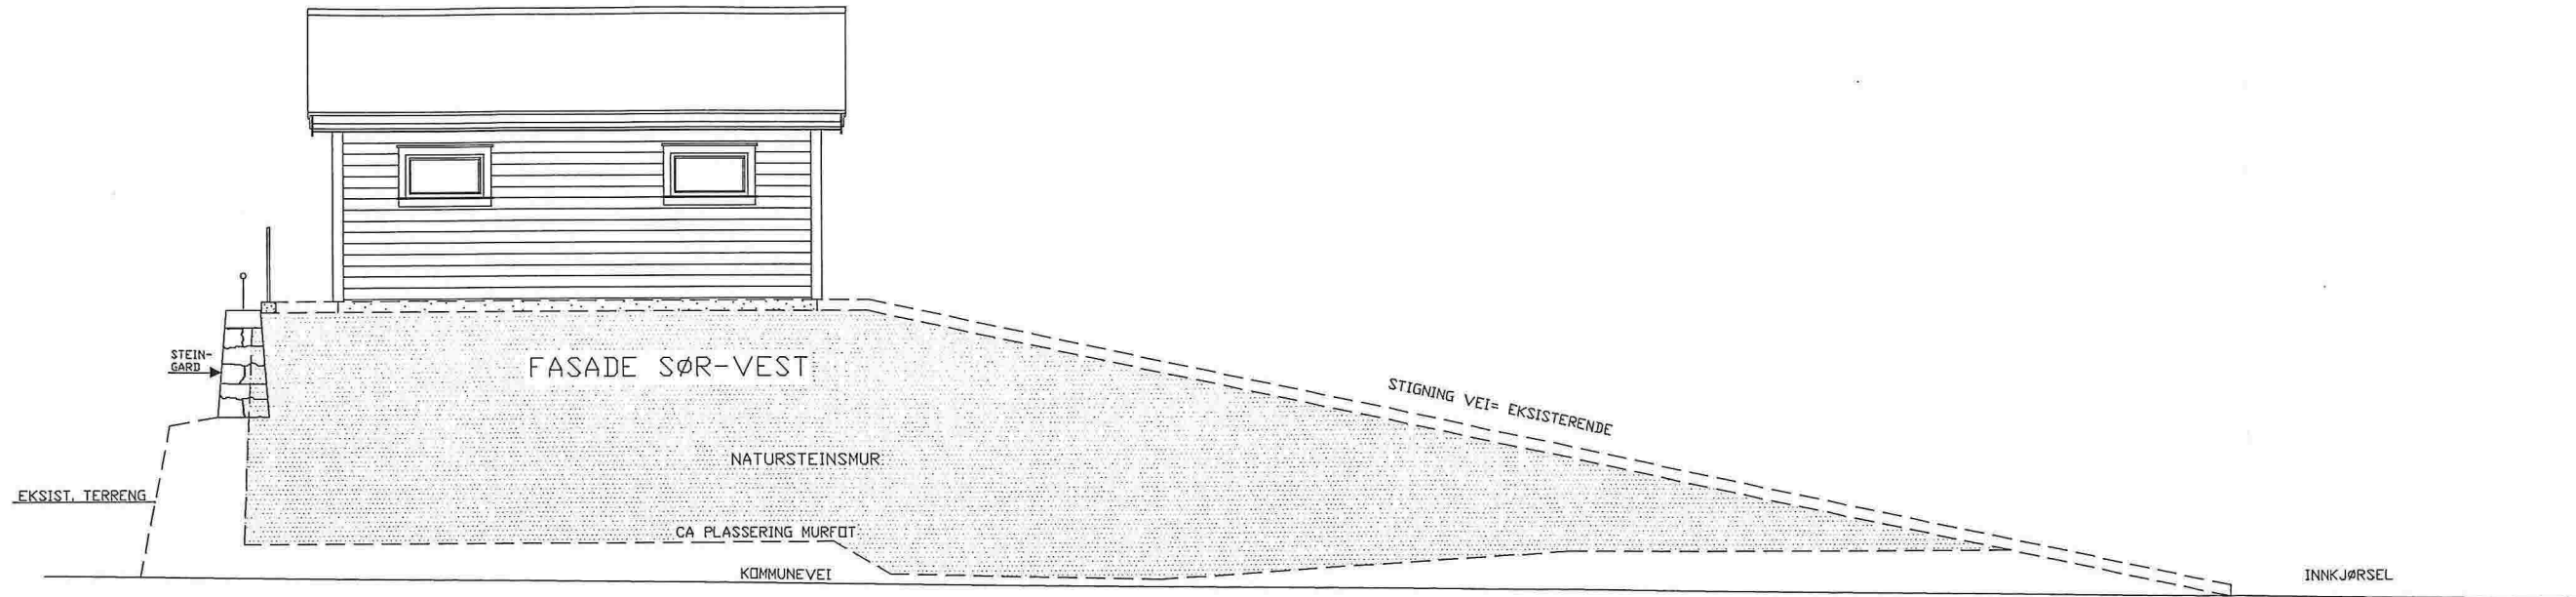 STEIN-
GARD
FASADE SØR-VEST
STIGNING VEI= EKSISTERENDE
NATURSTEINSMUR
EKSIST. TERRENG
CA PLASSERING MURFOT
KOMMUNEVEI
INNKJØRSEL